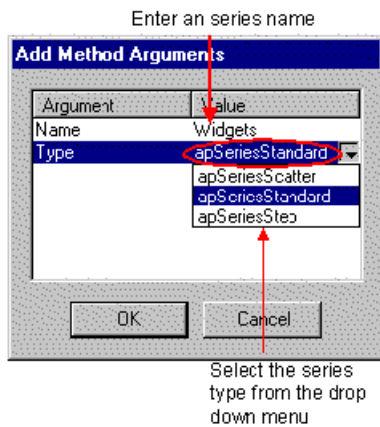 Enter an series name
Add Method Arguments
Argument Value
Name Widgets
Type apSeriesStandard
apSeriesScatter
apSeriesStandard
apSeriesStep
OK Cancel
Select the series
type from the drop
down menu